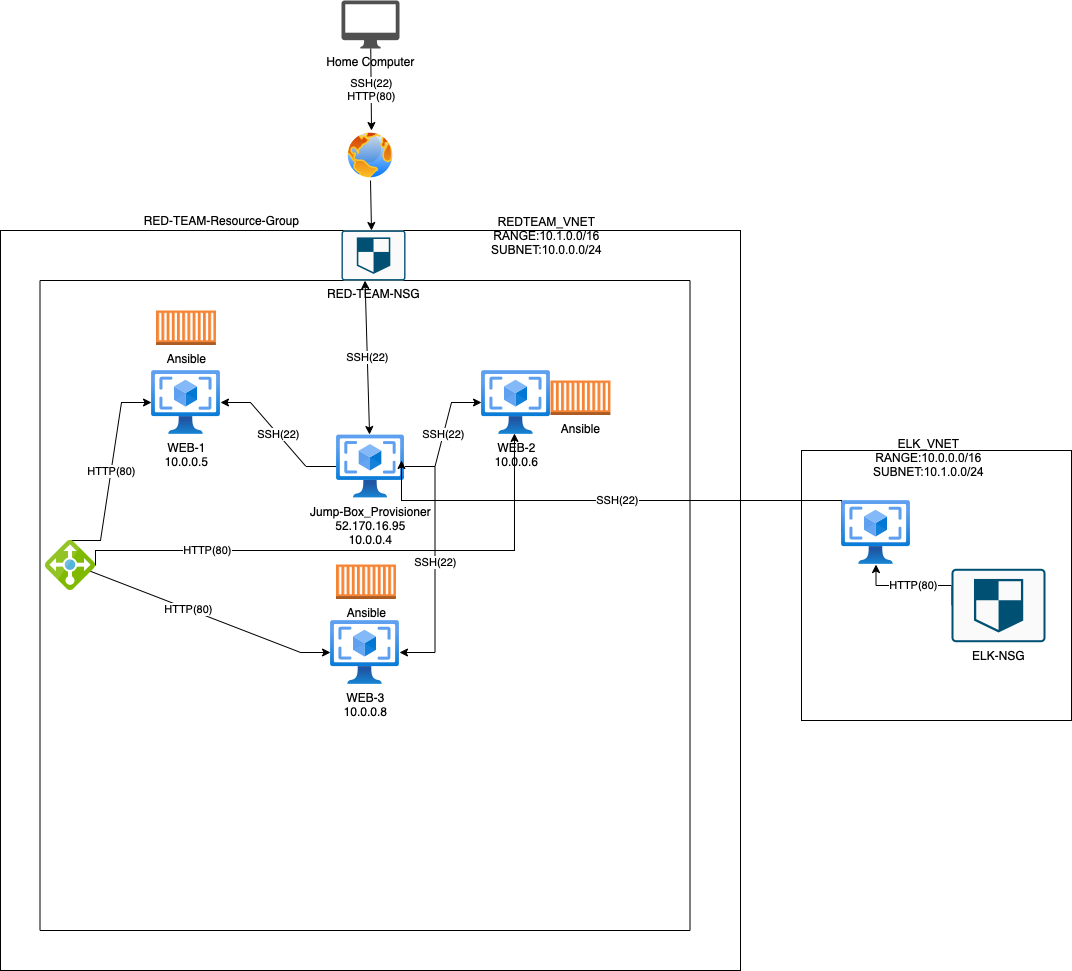 Home Computer
SSH(22)
HTTP(80)
RED-TEAM-Resource-Group
REDTEAM_VNET
RANGE:10.1.0.0/16
SUBNET:10.0.0.0/24
RED-TEAM-NSG
Ansible
SSH(22)
WEB-1
10.0.0.5
SSH(22)
SSH(22)
Ansible
WEB-2
10.0.0.6
HTTP(80)
Jump-Box_Provisioner
52.170.16.95
10.0.0.4
ELK_VNET
RANGE:10.0.0.0/16
SUBNET:10.1.0.0/24
SSH(22)
HTTP(80)
SSH(22)
HTTP(80)
Ansible
HTTP(80)
ELK-NSG
WEB-3
10.0.0.8